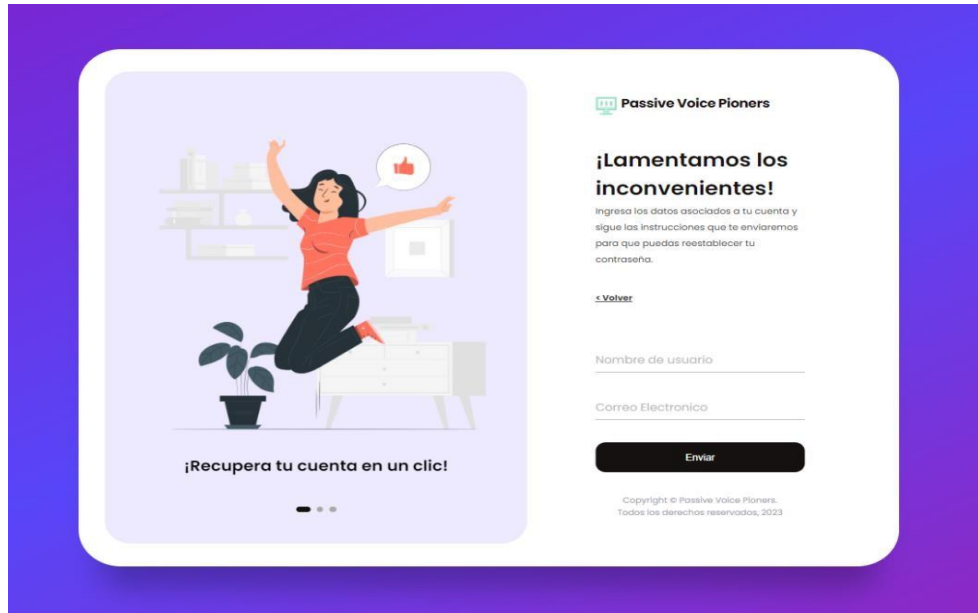 ¡Recupera tu cuenta en un clic!
Passive Voice Pioners
¡Lamentamos los
inconvenientes!
Ingresa los datos asociados a tu cuenta y
sigue las instrucciones que te enviaremos
para que puedas reestablecer tu
contraseña.
< Volver
Nombre de usuario
Correo Electronico
Enviar
Copyright © Passive Voice Pioners.
Todos los derechos reservados, 2023